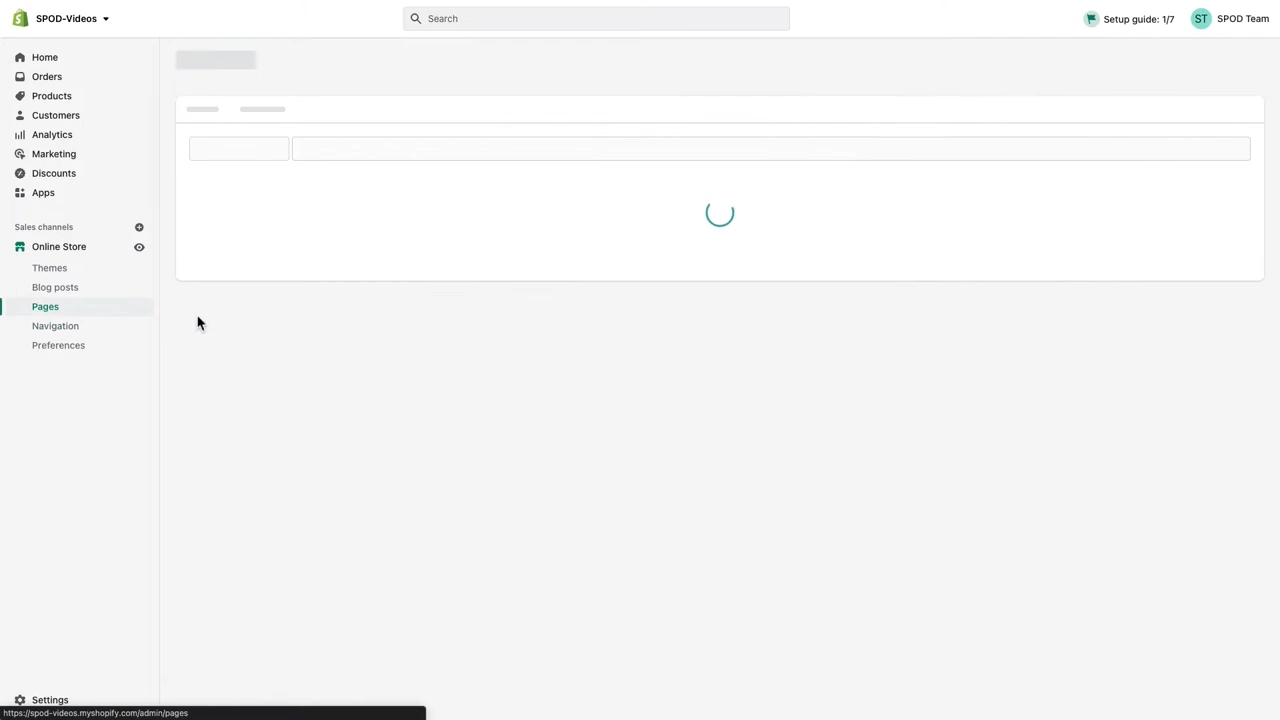 SPOD-Videos
Search
Setup guide: 1/7
ST
SPOD Team
Home
Orders
Products
Customers
Analytics
Marketing
Discounts
Apps
Sales channels
Online Store
Themes
Blog posts
Pages
Navigation
Preferences
Settings
https://spod-videos.myshopify.com/admin/pages